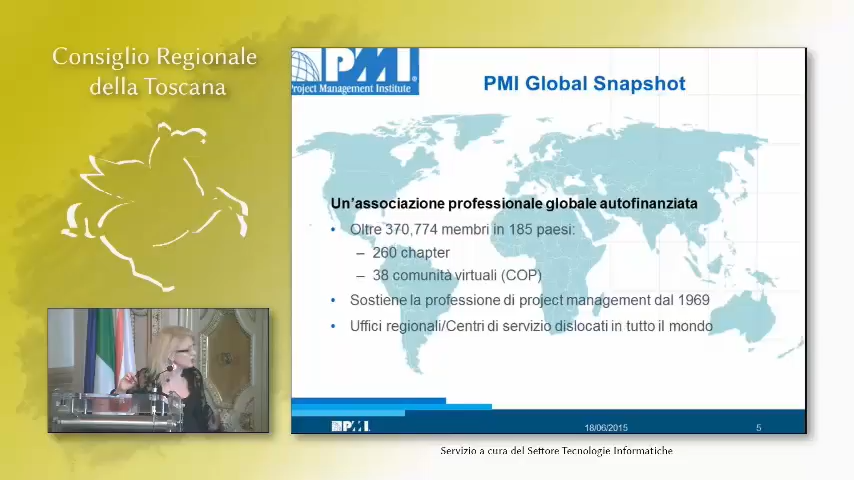 Consiglio Regionale
della Toscana
PMI
Project Management Institute
PMI Global Snapshot
Un'associazione professionale globale autofinanziata
• Oltre 370,774 membri in 185 paesi:
– 260 chapter
– 38 comunità virtuali (COP)
• Sostiene la professione di project management dal 1969
• Uffici regionali/Centri di servizio dislocati in tutto il mondo
PMI
18/06/2015
5
Servizio a cura del Settore Tecnologie Informatiche